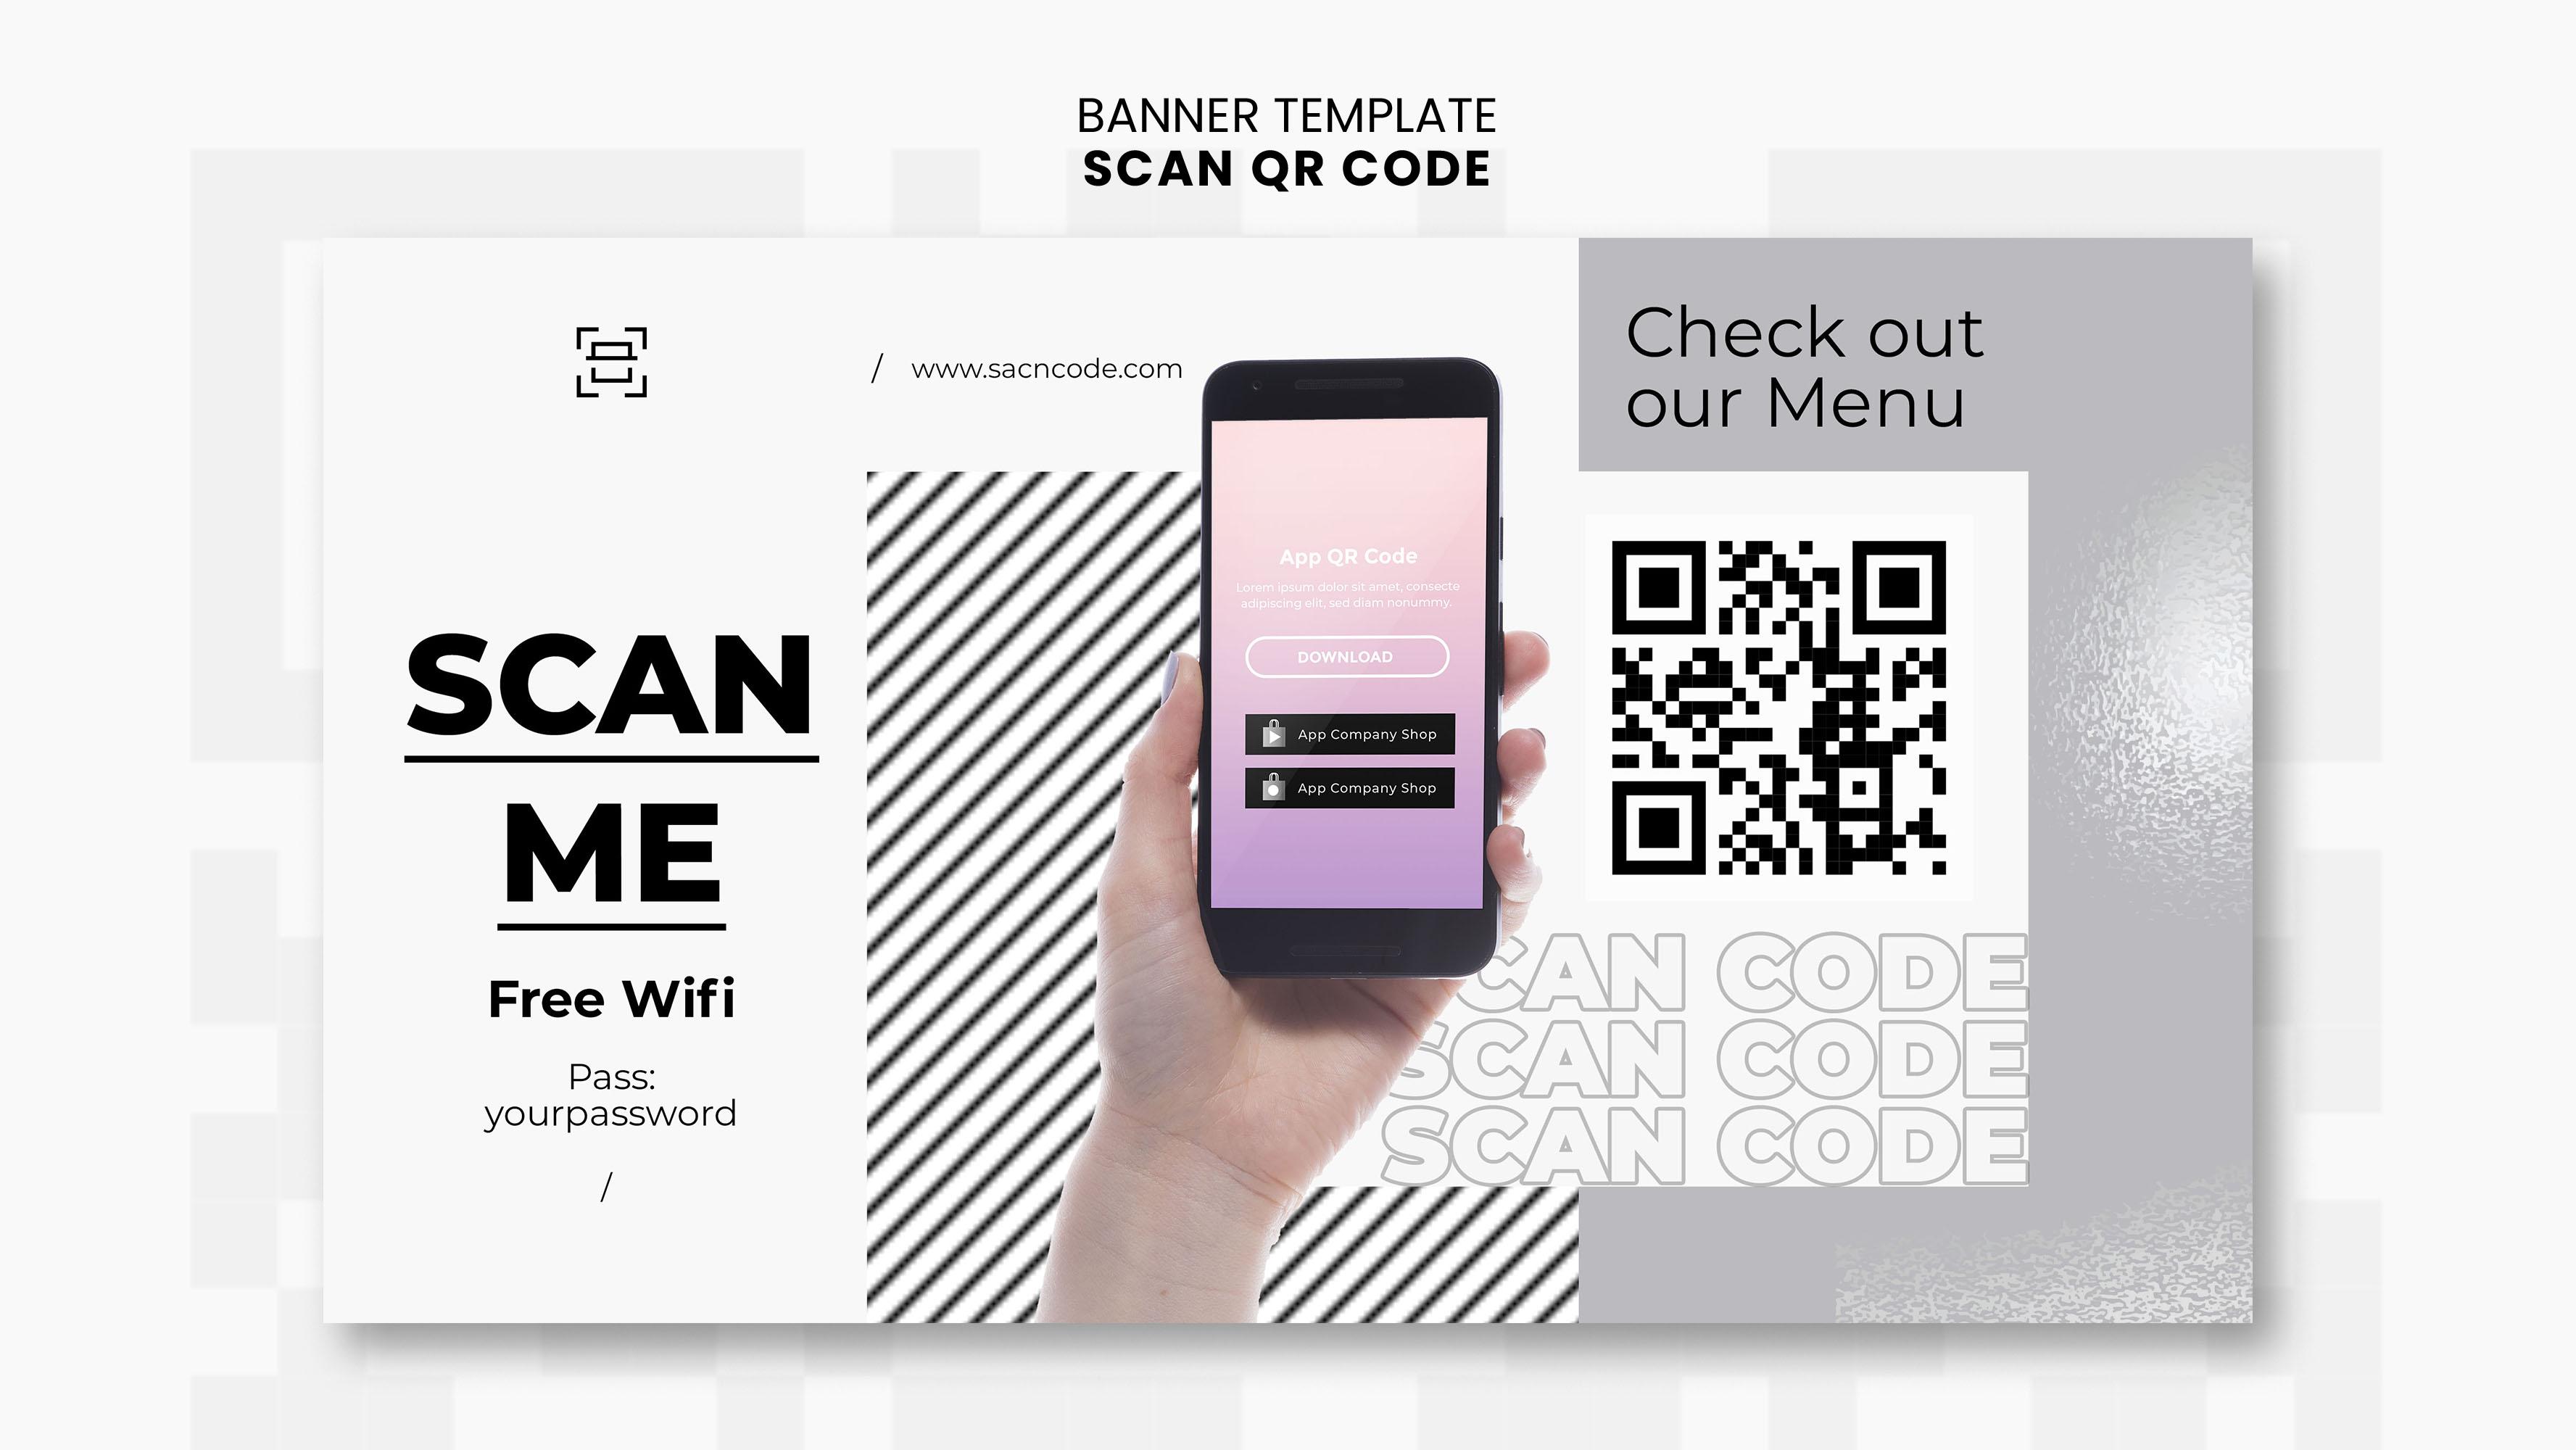 BANNER TEMPLATE
SCAN QR CODE
/ www.sacncode.com
Check out
our Menu
SCAN
ME
Free Wifi
Pass:
yourpassword
/
App QR Code
Lorem ipsum dolor sit amet, consecte
adipiscing elit, sed diam nonummy.
DOWNLOAD
App Company Shop
App Company Shop
CAN CODE
SCAN CODE
SCAN CODE